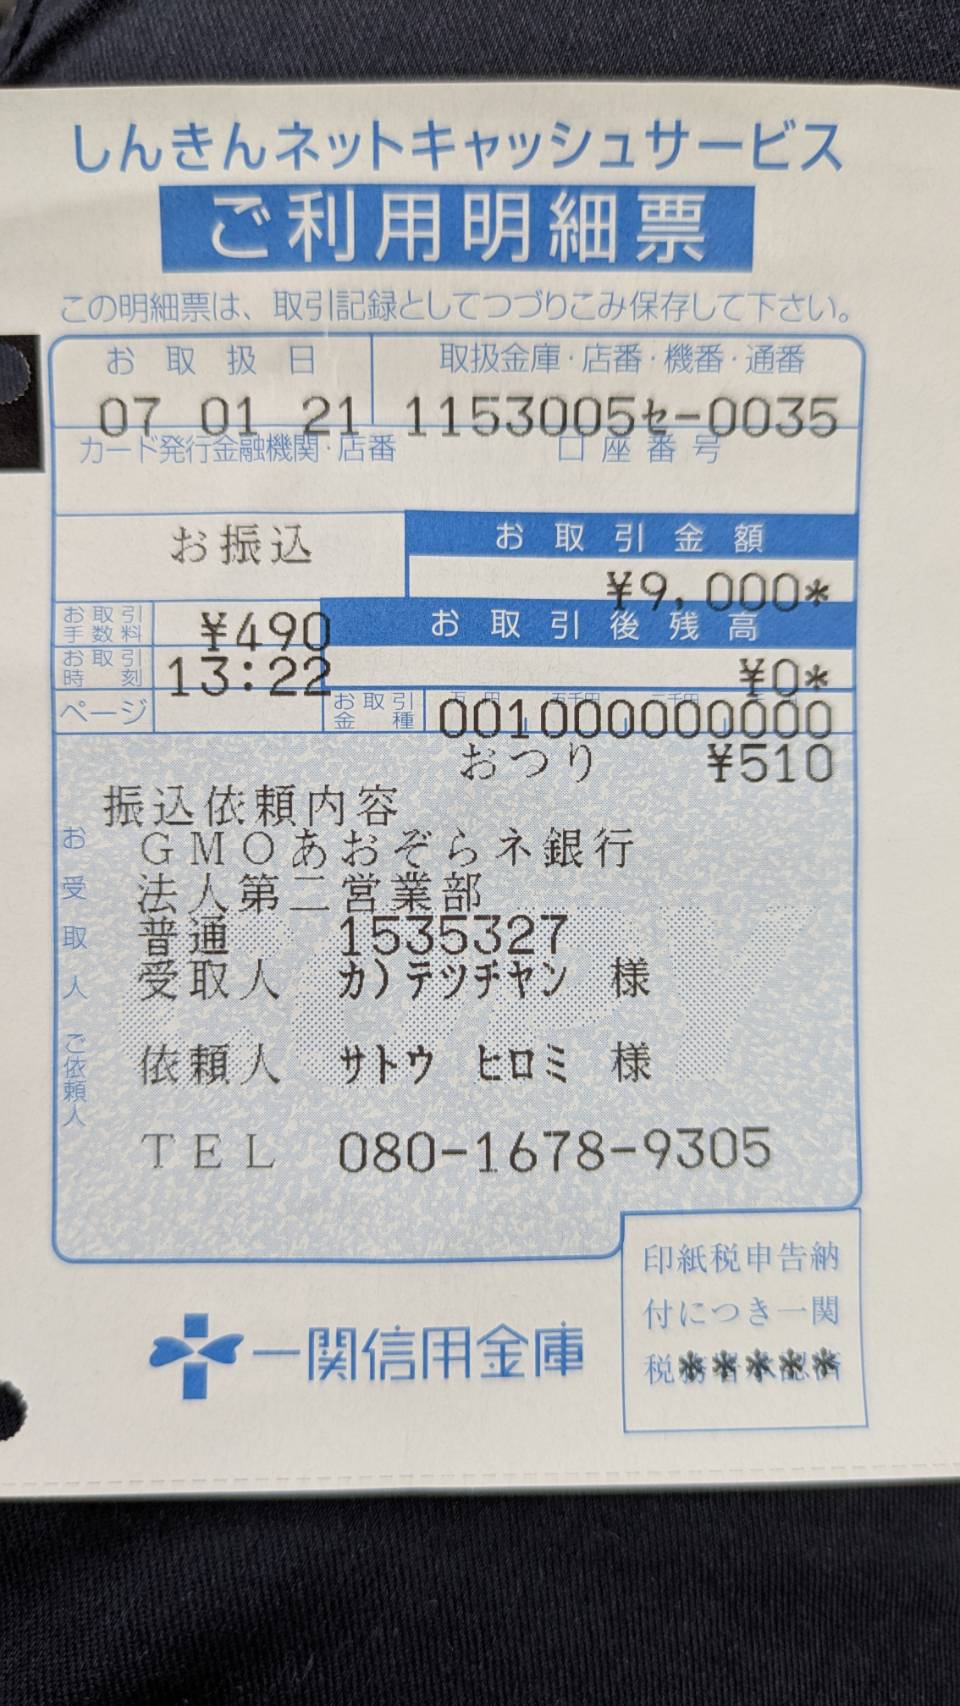 しんきんネットキャッシュサービス
ご利用明細票
この明細票は、取引記録としてつづりこみ保存して下さい。
お取扱日 取扱金庫・店番・機番・通番
07 01 21 1153005セ-0035
カード発行金融機関・店番 口座番号
お振込 お取引金額
¥9,000*
お取引手数料 ¥490 お取引後残高
お取引時刻 13:22 ¥0*
ページ お取引金種 001000000000
おつり ¥510
振込依頼内容
GMOあおぞらネ銀行
法人第二営業部
普通 1535327
受取人 カ)テツチヤン 様
依頼人 サトウ ヒロミ 様
TEL 080-1678-9305
お受取人 ご依頼人
COPY
一関信用金庫
印紙税申告納
付につき一関
税務署承認済
*****